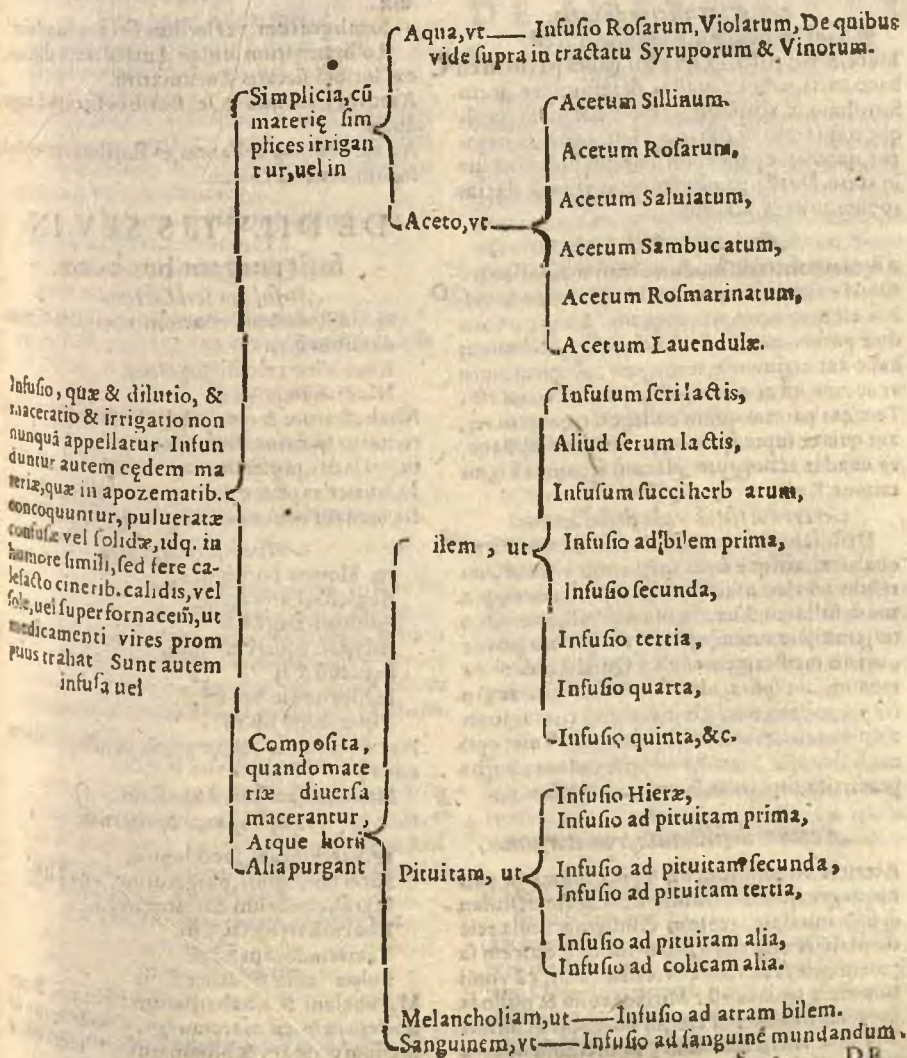 Infusio, quæ & dilutio, &
maceratio & irrigatio non
nunquã appellatur Infun
duntur autem cędem ma
teriæ, quæ in apozematib.
concoquuntur, pulueratæ
confusæ vel solidæ, idq. in
humore simili, sed fere ca-
lefacto cinerib. calidis, vel
sole, uel super fornacem̃, ut
medicamenti vires prom
ptius trahat Sunt autem
infusa uel
Simplicia, cũ
materię sim
plices irrigan
tur, uel in
Aqua, vt Infusio Rosarum, Violarum, De quibus
vide supra in tractatu Syruporum & Vinorum.
Aceto, vt
Acetum Sillinum.
Acetum Rosarum,
Acetum Saluiatum,
Acetum Sambucatum,
Acetum Rosmarinatum,
Acetum Lauendulæ.
Composita,
quando mate
riæ diuersa
macerantur,
Atque horũ
Alia purgant
ilem, ut
Infusum seri lactis,
Aliud serum lactis,
Infusum succi herbarum,
Infusio ad bilem prima,
Infusio secunda,
Infusio tertia,
Infusio quarta,
Infusio quinta, &c.
Pituitam, ut
Infusio Hieræ,
Infusio ad pituitam prima,
Infusio ad pituitam secunda,
Infusio ad pituitam tertia,
Infusio ad pituitam alia,
Infusio ad colicam alia.
Melancholiam, ut Infusio ad atram bilem.
Sanguinem, vt Infusio ad sanguinẽ mundandum.
DE